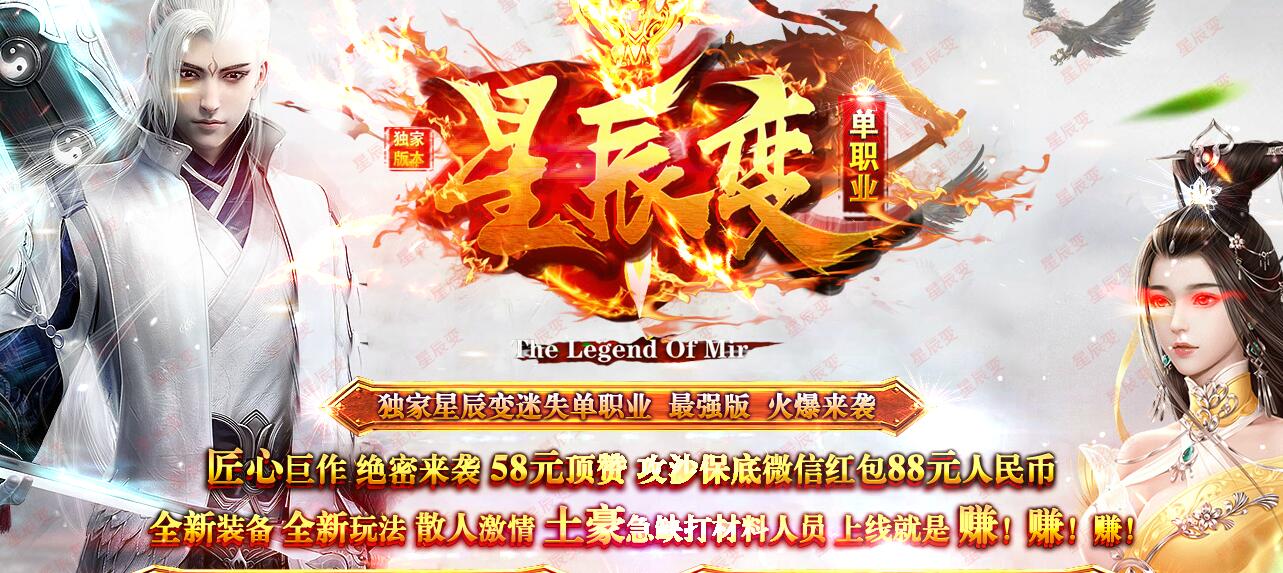 独家
版本
星辰变
单职业
The Legend Of Mir
独家星辰变迷失单职业 最强版 火爆来袭
匠心巨作 绝密来袭 58元顶赞 攻沙保底微信红包88元人民币
全新装备 全新玩法 散人激情 土豪急缺打材料人员 上线就是 赚！赚！赚！